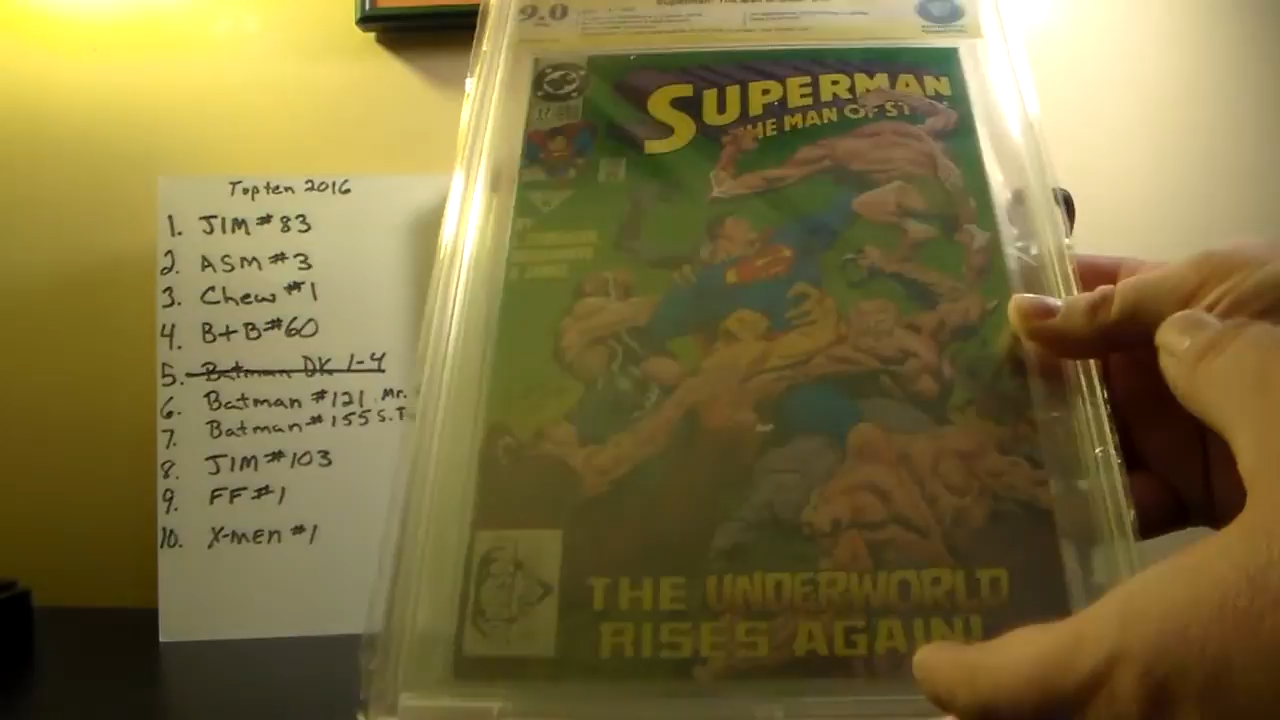 Top ten 2016
1. JIM #83
2. ASM #3
3. Chew #1
4. B+B #60
5. Batman DK 1-4
6. Batman #121 Mr.
7. Batman #155 S.T
8. JIM #103
9. FF #1
10. X-MEN #1
9.0
DC
SUPERMAN
THE MAN OF ST
THE UNDERWORLD
RISES AGAIN!